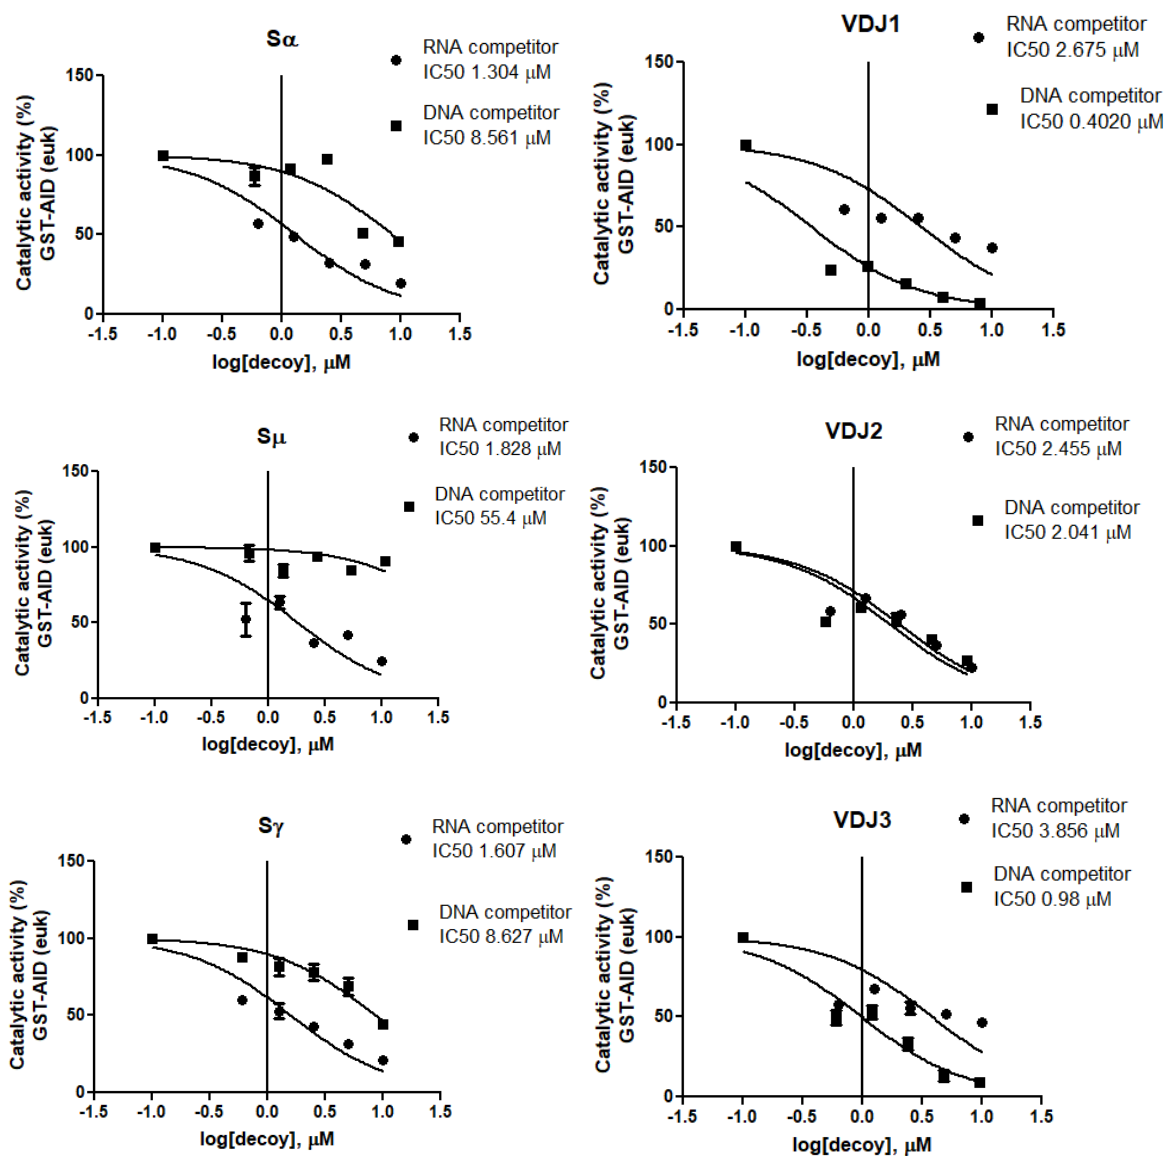 Sα
RNA competitor
IC50 1.304 μM
DNA competitor
IC50 8.561 μM
Catalytic activity (%)
GST-AID (euk)
150
100
50
0
-1.5 -1.0 -0.5 0.0 0.5 1.0 1.5
log[decoy], μM
VDJ1
RNA competitor
IC50 2.675 μM
DNA competitor
IC50 0.4020 μM
Catalytic activity (%)
GST-AID (euk)
150
100
50
0
-1.5 -1.0 -0.5 0.0 0.5 1.0 1.5
log[decoy], μM
Sμ
RNA competitor
IC50 1.828 μM
DNA competitor
IC50 55.4 μM
Catalytic activity (%)
GST-AID (euk)
150
100
50
0
-1.5 -1.0 -0.5 0.0 0.5 1.0 1.5
log[decoy], μM
VDJ2
RNA competitor
IC50 2.455 μM
DNA competitor
IC50 2.041 μM
Catalytic activity (%)
GST-AID (euk)
150
100
50
0
-1.5 -1.0 -0.5 0.0 0.5 1.0 1.5
log[decoy], μM
Sγ
RNA competitor
IC50 1.607 μM
DNA competitor
IC50 8.627 μM
Catalytic activity (%)
GST-AID (euk)
150
100
50
0
-1.5 -1.0 -0.5 0.0 0.5 1.0 1.5
log[decoy], μM
VDJ3
RNA competitor
IC50 3.856 μM
DNA competitor
IC50 0.98 μM
Catalytic activity (%)
GST-AID (euk)
150
100
50
0
-1.5 -1.0 -0.5 0.0 0.5 1.0 1.5
log[decoy], μM